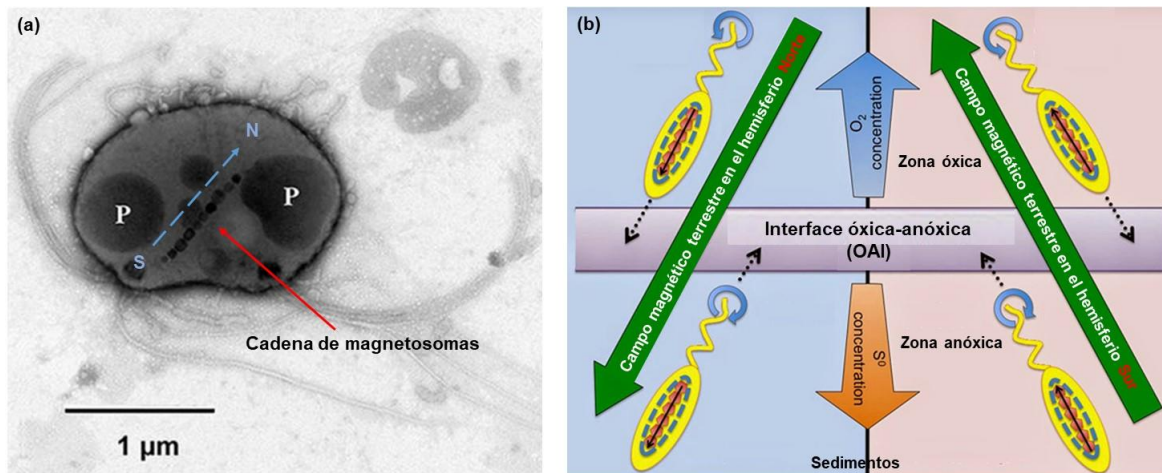 (a)
N
P
P
S
Cadena de magnetosomas
1 µm
(b)
Campo magnético terrestre en el hemisferio Norte
O2
concentration
Zona óxica
Campo magnético terrestre en el hemisferio Sur
Interface óxica-anóxica
(OAI)
S0
concentration
Zona anóxica
Sedimentos